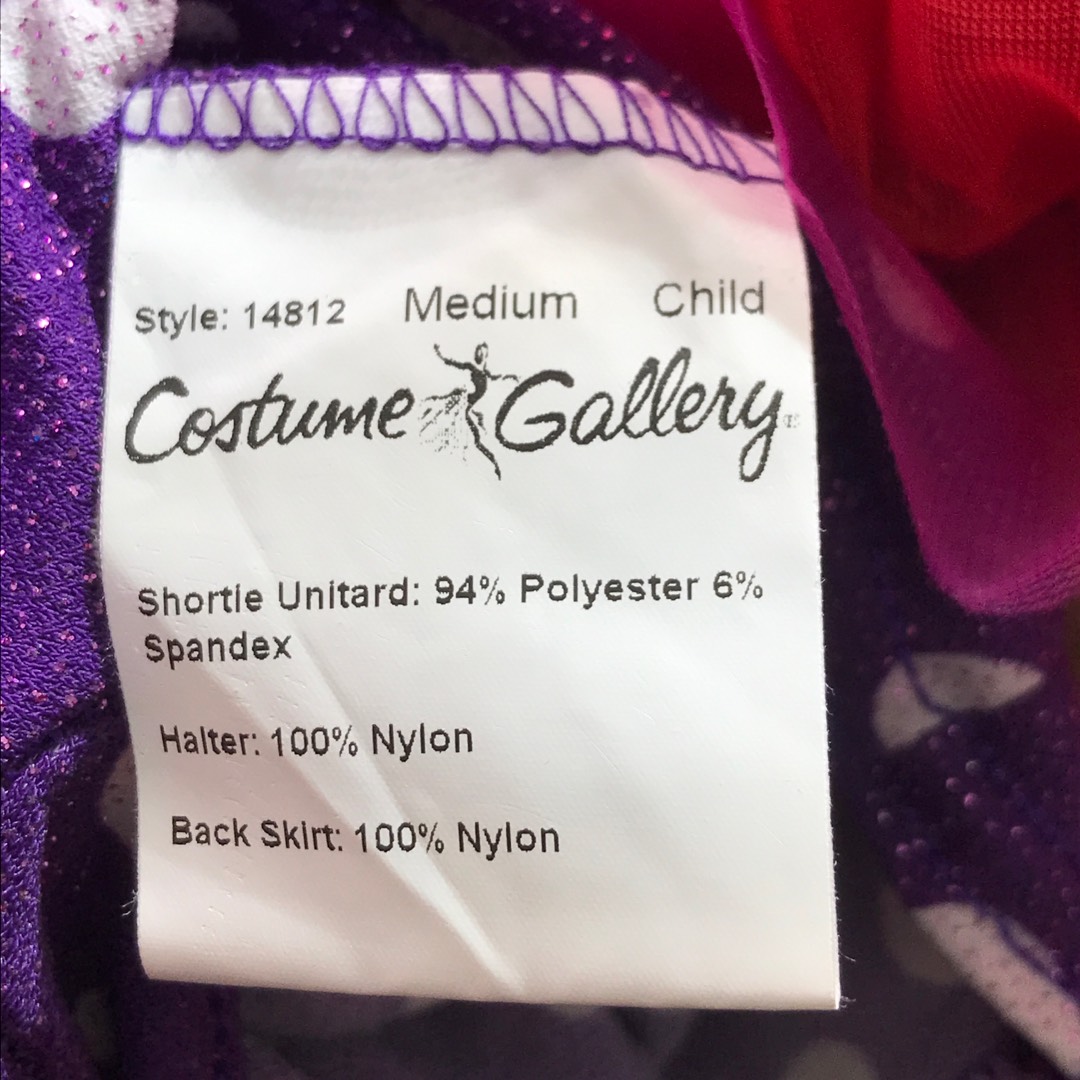 Style: 14812 Medium Child
Costume Gallery
Shortie Unitard: 94% Polyester 6%
Spandex
Halter: 100% Nylon
Back Skirt: 100% Nylon